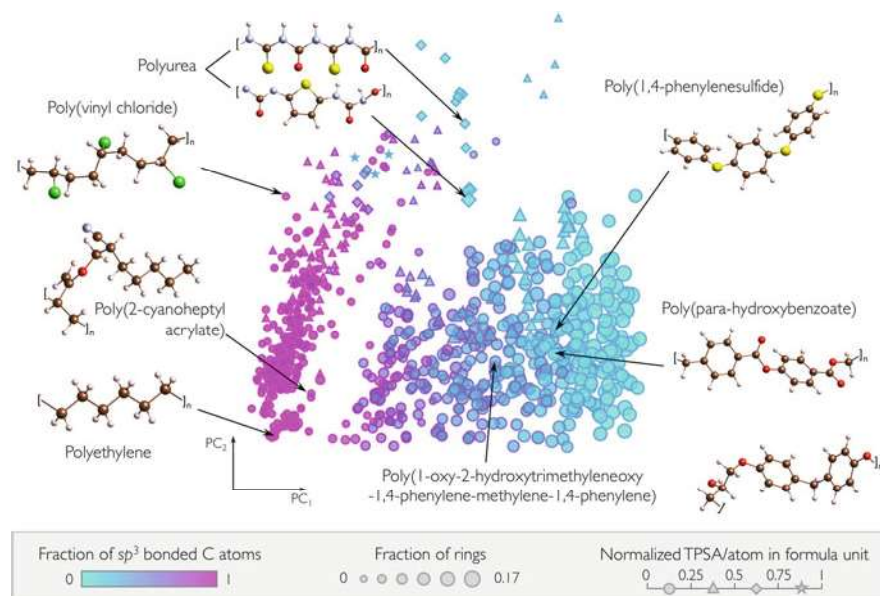 Polyurea
[
]n
[
]n
Poly(vinyl chloride)
[
]n
Poly(1,4-phenylenesulfide)
]n
[
Poly(2-cyanoheptyl
acrylate)
[
]n
Poly(para-hydroxybenzoate)
[
]n
[
]n
Polyethylene
PC2
PC1
Poly(1-oxy-2-hydroxytrimethyleneoxy
-1,4-phenylene-methylene-1,4-phenylene)
]n
[
Fraction of sp3 bonded C atoms
0 1
Fraction of rings
0 0.17
Normalized TPSA/atom in formula unit
0 0.25 0.5 0.75 1